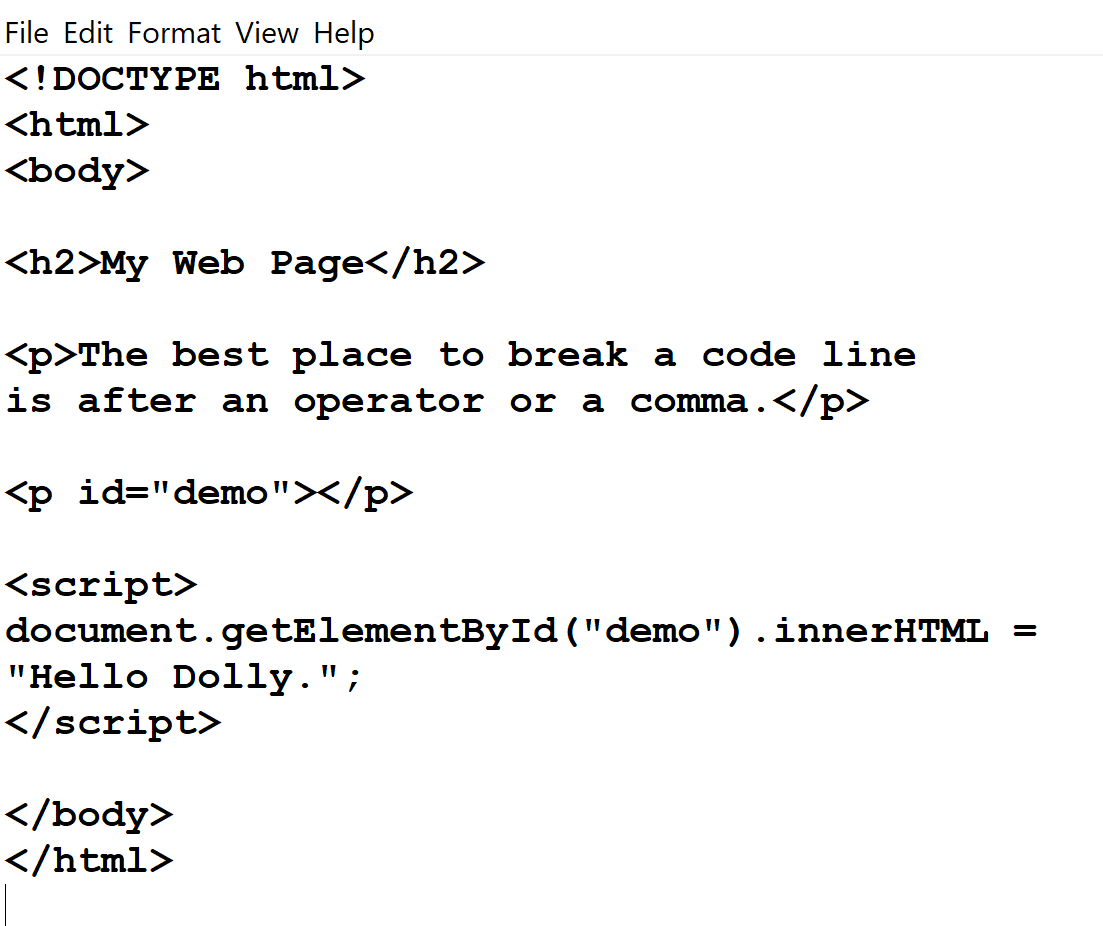 File Edit Format View Help
<!DOCTYPE html>
<html>
<body>
<h2>My Web Page</h2>
<p>The best place to break a code line
is after an operator or a comma.</p>
<p id="demo"></p>
<script>
document.getElementById("demo").innerHTML =
"Hello Dolly.";
</script>
</body>
</html>